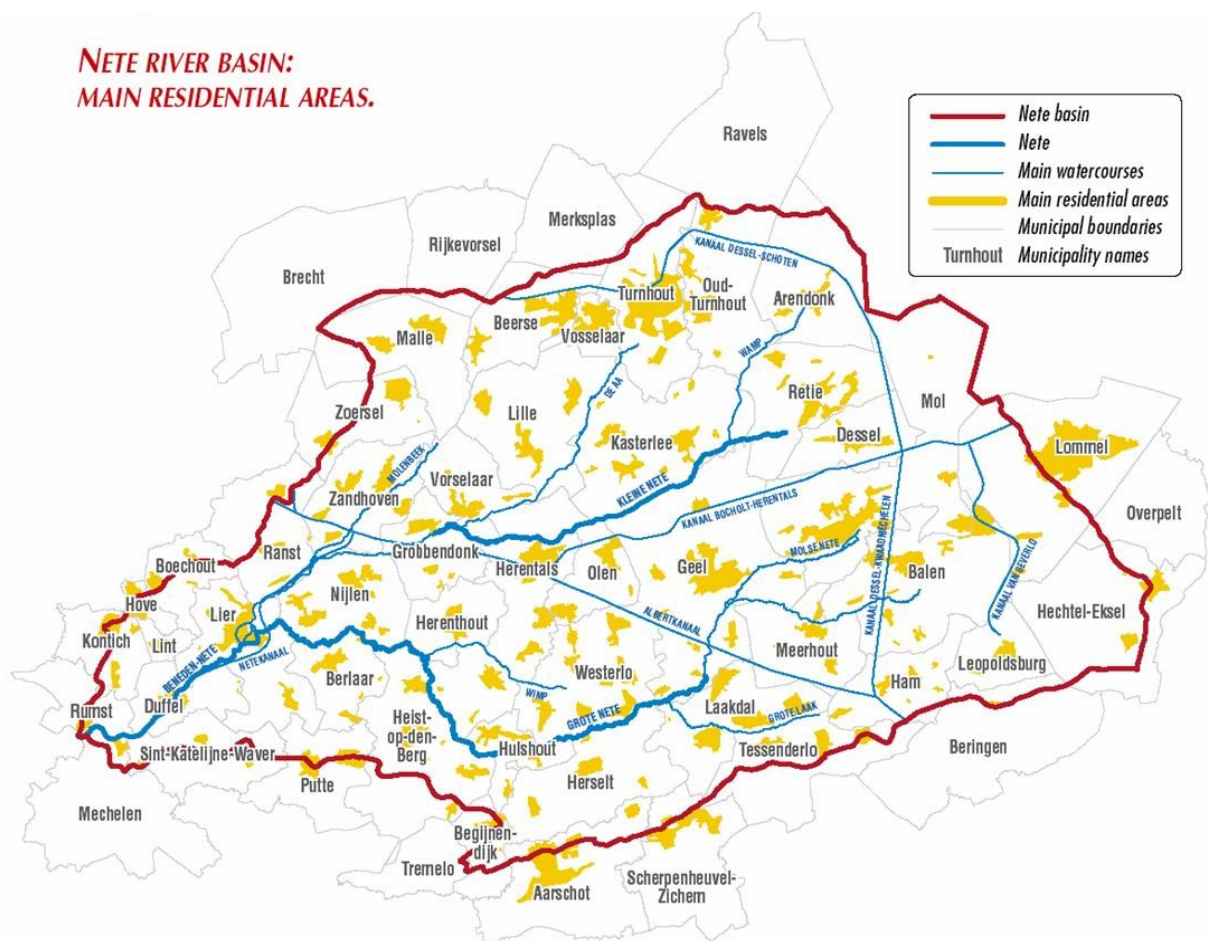 NETE RIVER BASIN:
MAIN RESIDENTIAL AREAS.
Nete basin
Nete
Main watercourses
Main residential areas
Municipal boundaries
Turnhout Municipality names
Ravels
Merksplas
Rijkevorsel
Brecht
KANAAL DESSEL-SCHOTEN
Turnhout
Oud-
Turnhout
Arendonk
Beerse
Vosselaar
Malle
WAMP
DE AA
Retie
Mol
Zoersel
Lille
Kasterlee
Dessel
Lommel
MOLENBEEK
Vorselaar
Zandhoven
KLEINE NETE
KANAAL BOCHOLT-HERENTALS
Overpelt
Ranst
Grobbendonk
Herentals
Olen
Geel
MOLSE NETE
KANAAL DESSEL-KWAADMECHELEN
Balen
KANAAL VAN BEVERLO
Boechout
Hove
Nijlen
Lier
Herenthout
ALBERTKANAAL
Hechtel-Eksel
Kontich
Lint
Meerhout
Leopoldsburg
BENEDEN-NETE
NETEKANAAL
Berlaar
Westerlo
WIMP
Ham
Duffel
Rumst
GROTE NETE
Laakdal
GROTE LAAK
Heist-
op-den-
Berg
Hulshout
Tessenderlo
Beringen
Sint-Kãtelijne-Waver
Putte
Herselt
Mechelen
Begijnen-
dijk
Tremelo
Aarschot
Scherpenheuvel-
Zichem